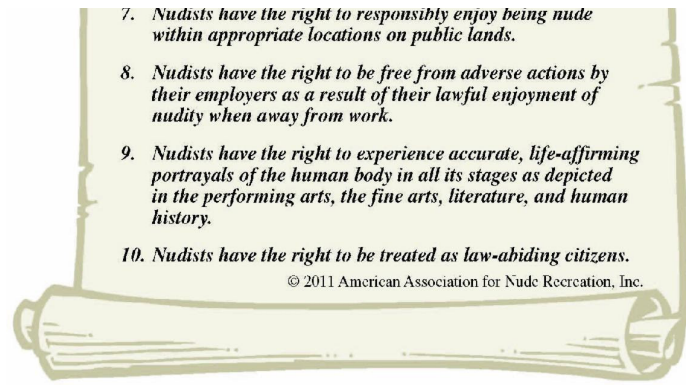 7. Nudists have the right to responsibly enjoy being nude
within appropriate locations on public lands.
8. Nudists have the right to be free from adverse actions by
their employers as a result of their lawful enjoyment of
nudity when away from work.
9. Nudists have the right to experience accurate, life-affirming
portrayals of the human body in all its stages as depicted
in the performing arts, the fine arts, literature, and human
history.
10. Nudists have the right to be treated as law-abiding citizens.
© 2011 American Association for Nude Recreation, Inc.